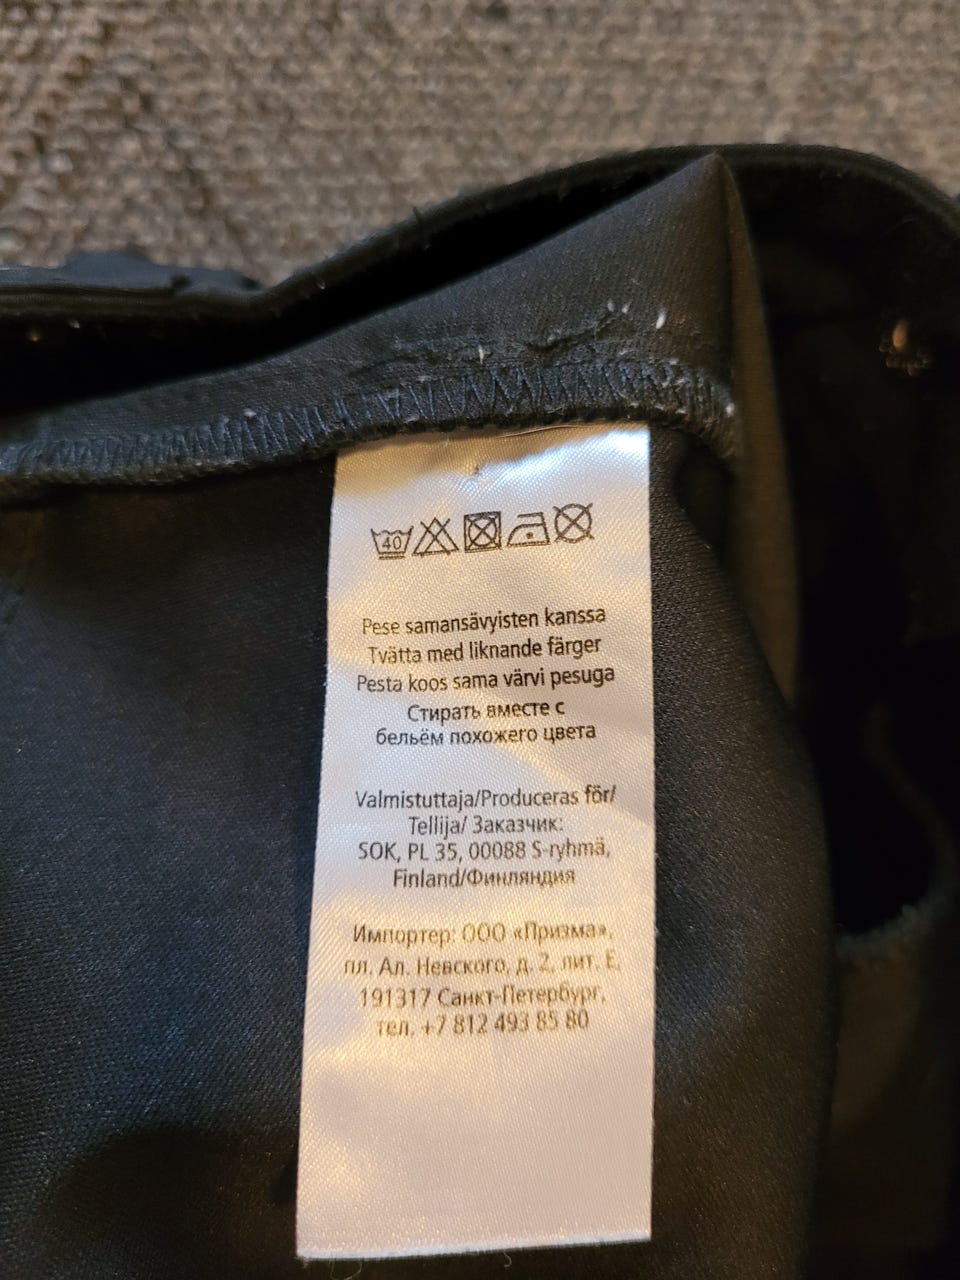 40
Pese samansävyisten kanssa
Tvätta med liknande färger
Pesta koos sama värvi pesuga
Стирать вместе с
бельём похожего цвета
Valmistuttaja/Produceras för/
Tellija/ Заказчик:
SOK, PL 35, 00088 S-ryhmä,
Finland/Финляндия
Импортер: ООО «Призма»,
пл. Ал. Невского, д. 2, лит. Е,
191317 Санкт-Петербург,
тел. +7 812 493 85 80